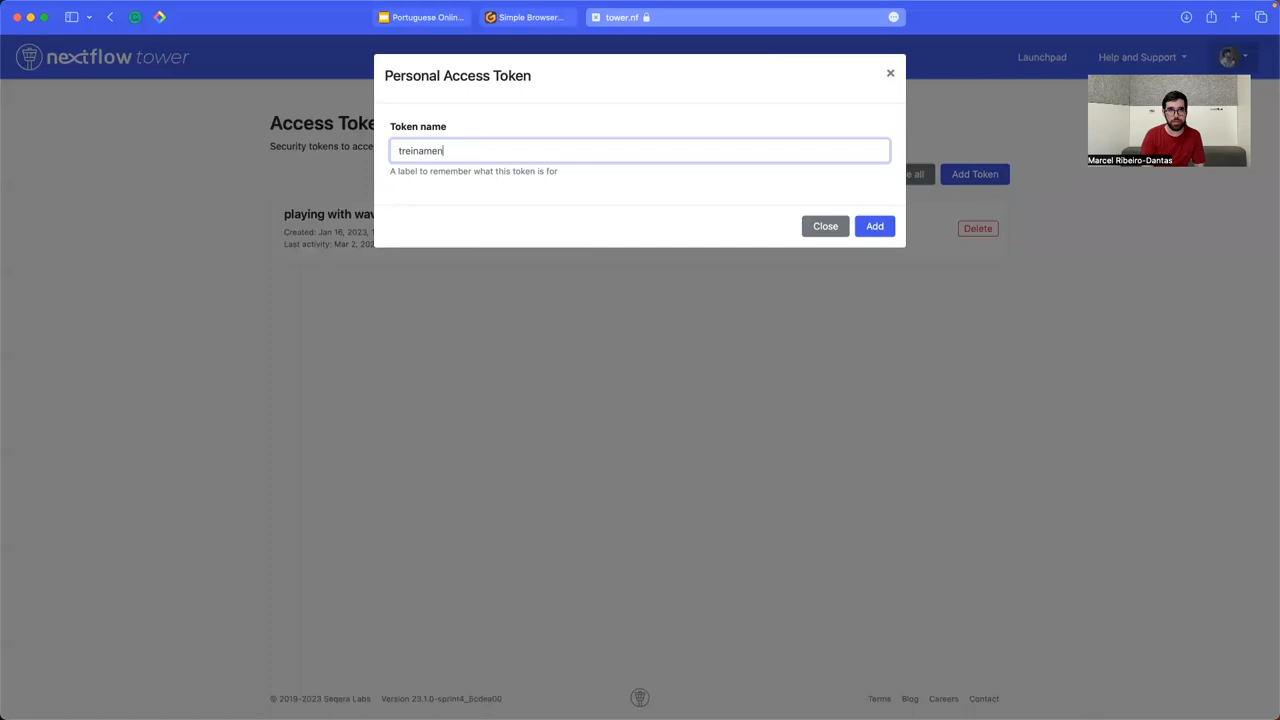 Portuguese Onlin...
Simple Browser...
tower.nf
nextflow tower
Launchpad
Help and Support
Personal Access Token
Marcel Ribeiro-Dantas
Access Toke
Security tokens to acce
Token name
treinamen
A label to remember what this token is for
e all
Add Token
Close
Add
playing with wav
Created: Jan 16, 2023, 1
Last activity: Mar 2, 202
Delete
© 2019-2023 Seqera Labs
Version 23.1.0-sprint4_5cdea00
Terms
Blog
Careers
Contact